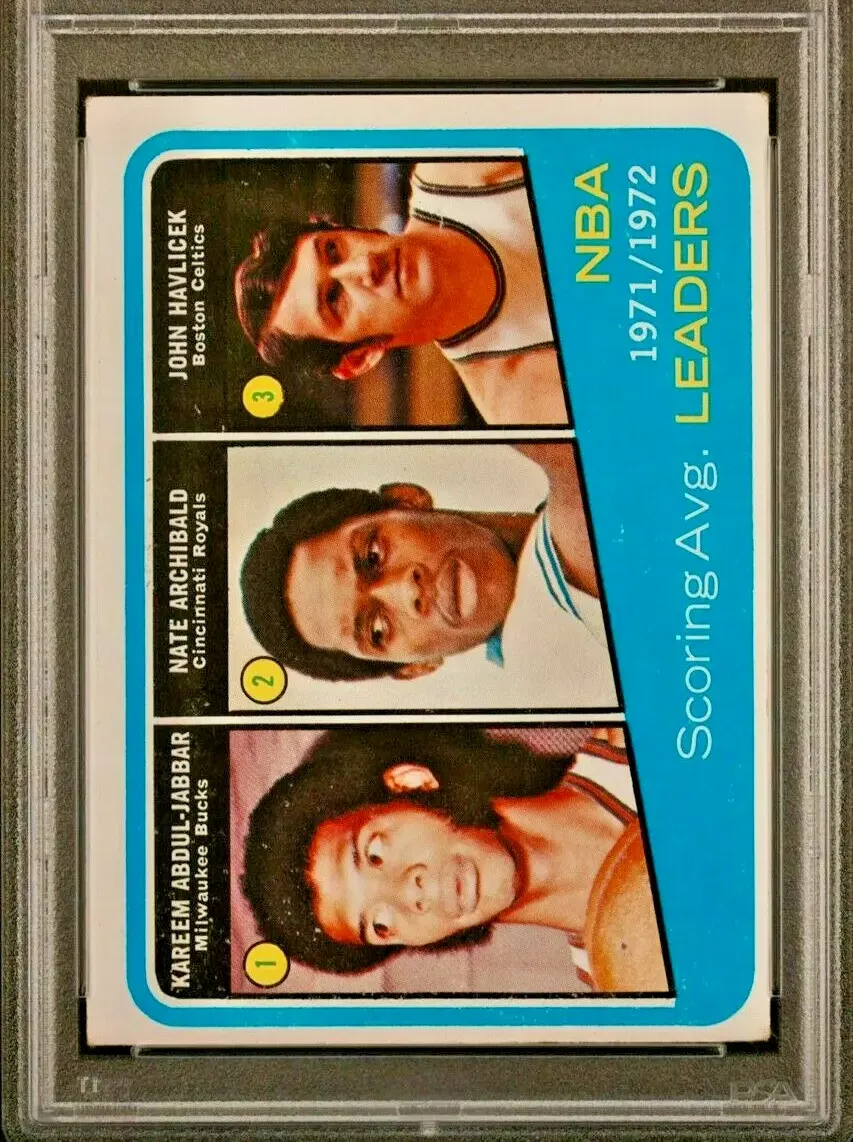 KAREEM ABDUL-JABBAR
Milwaukee Bucks
1
NATE ARCHIBALD
Cincinnati Royals
2
JOHN HAVLICEK
Boston Celtics
3
NBA
1971/1972
Scoring Avg. LEADERS
PSA